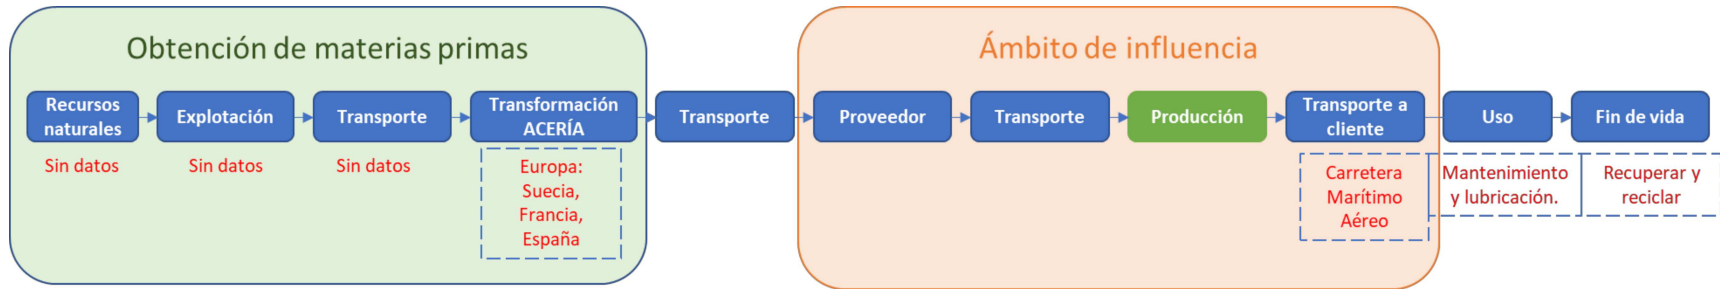 Obtención de materias primas
Ámbito de influencia
Recursos
naturales
Explotación
Transporte
Transformación
ACERÍA
Transporte
Proveedor
Transporte
Producción
Transporte a
cliente
Uso
Fin de vida
Sin datos
Sin datos
Sin datos
Europa:
Suecia,
Francia,
España
Carretera
Marítimo
Aéreo
Mantenimiento
y lubricación.
Recuperar y
reciclar